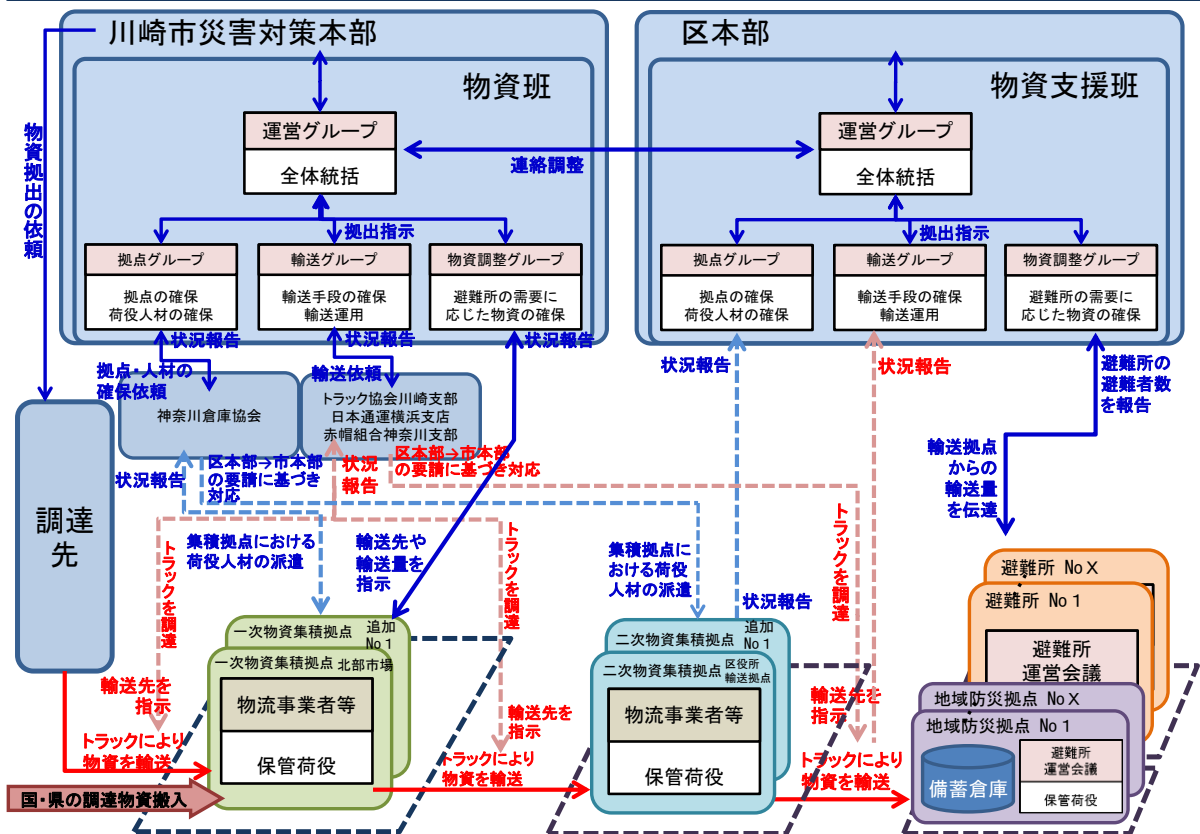 川崎市災害対策本部
物資班
運営グループ
全体統括
拠出指示
拠点グループ
拠点の確保
荷役人材の確保
輸送グループ
輸送手段の確保
輸送運用
物資調整グループ
避難所の需要に
応じた物資の確保
連絡調整
区本部
物資支援班
運営グループ
全体統括
拠出指示
拠点グループ
拠点の確保
荷役人材の確保
輸送グループ
輸送手段の確保
輸送運用
物資調整グループ
避難所の需要に
応じた物資の確保
物資拠出の依頼
状況報告
状況報告
状況報告
拠点・人材の
確保依頼
輸送依頼
神奈川倉庫協会
トラック協会川崎支部
日本通運横浜支店
赤帽組合神奈川支部
状況報告
状況報告
避難所の
避難者数
を報告
輸送拠点
からの
輸送量
を伝達
状況報告
区本部→市本部
の要請に基づき
対応
状況
報告
区本部→市本部
の要請に基づき対応
調達
先
トラックを調達
集積拠点における
荷役人材の派遣
輸送先や
輸送量を
指示
トラックを調達
集積拠点に
おける荷役
人材の派遣
状況報告
トラックを調達
一次物資集積拠点
追加
No1
一次物資集積拠点 北部市場
物流事業者等
保管荷役
二次物資集積拠点
追加
No1
二次物資集積拠点
区役所
輸送拠点
物流事業者等
保管荷役
避難所 NoX
避難所 No1
避難所
運営会議
地域防災拠点 NoX
地域防災拠点 No1
備蓄倉庫
避難所
運営会議
保管荷役
輸送先を
指示
トラックにより
物資を輸送
輸送先を
指示
トラックにより
物資を輸送
輸送先を
指示
トラックにより
物資を輸送
国・県の調達物資搬入